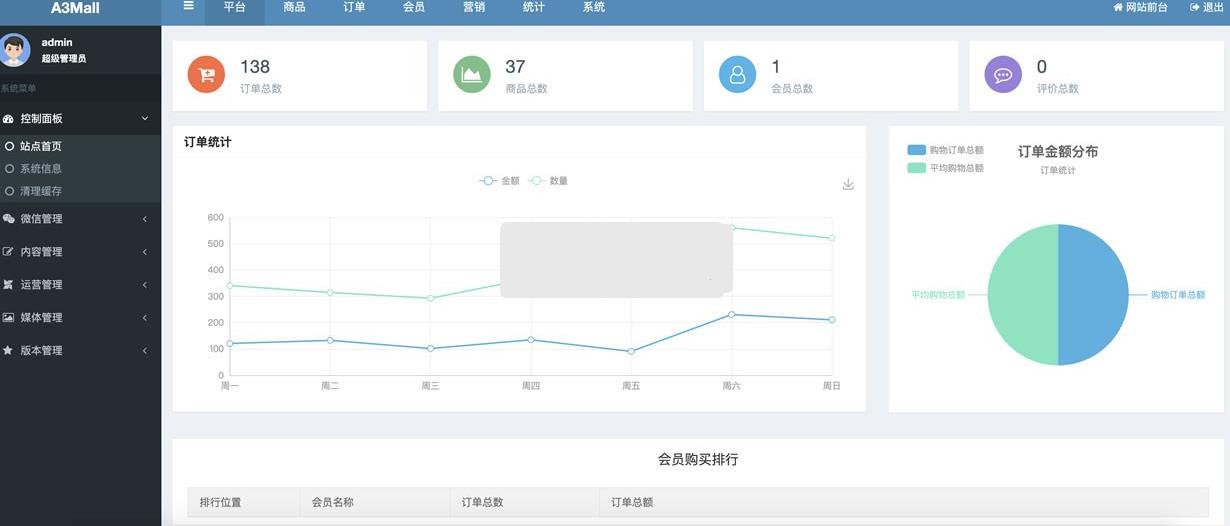 A3Mall
平台 商品 订单 会员 营销 统计 系统
网站前台 退出
admin
超级管理员
系统菜单
控制面板
站点首页
系统信息
清理缓存
微信管理
内容管理
运营管理
媒体管理
版本管理
138
订单总数
37
商品总数
1
会员总数
0
评价总数
订单统计
金额 数量
600
500
400
300
200
100
0
周一 周二 周三 周四 周五 周六 周日
购物订单总额
平均购物总额
订单金额分布
订单统计
平均购物总额
购物订单总额
会员购买排行
排行位置 会员名称 订单总数 订单总额